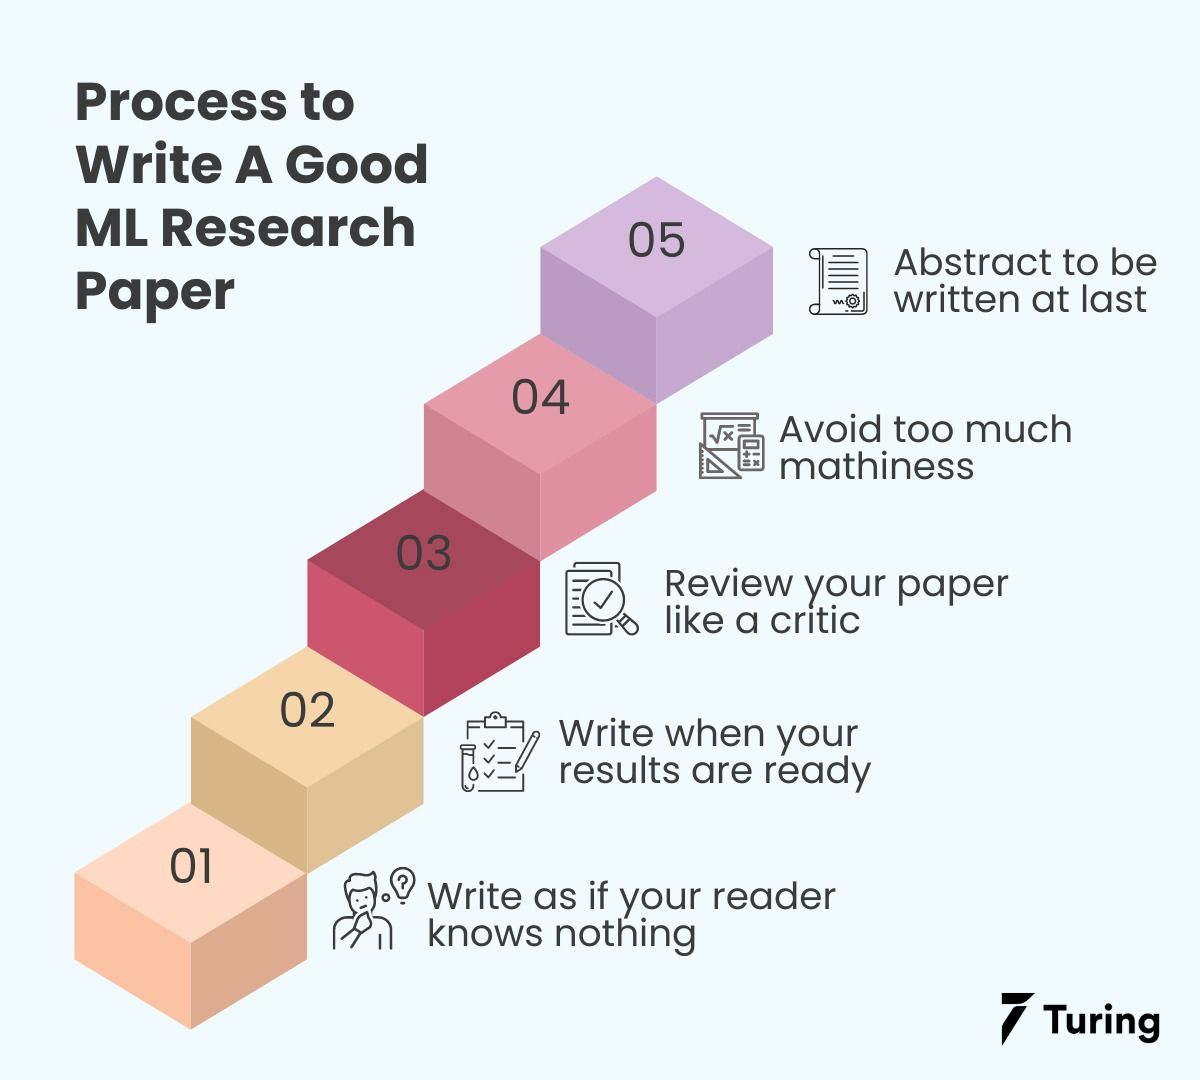 Process to
Write A Good
ML Research
Paper
05
Abstract to be
written at last
04
Avoid too much
mathiness
√x
03
Review your paper
like a critic
02
Write when your
results are ready
01
?
Write as if your reader
knows nothing
Turing